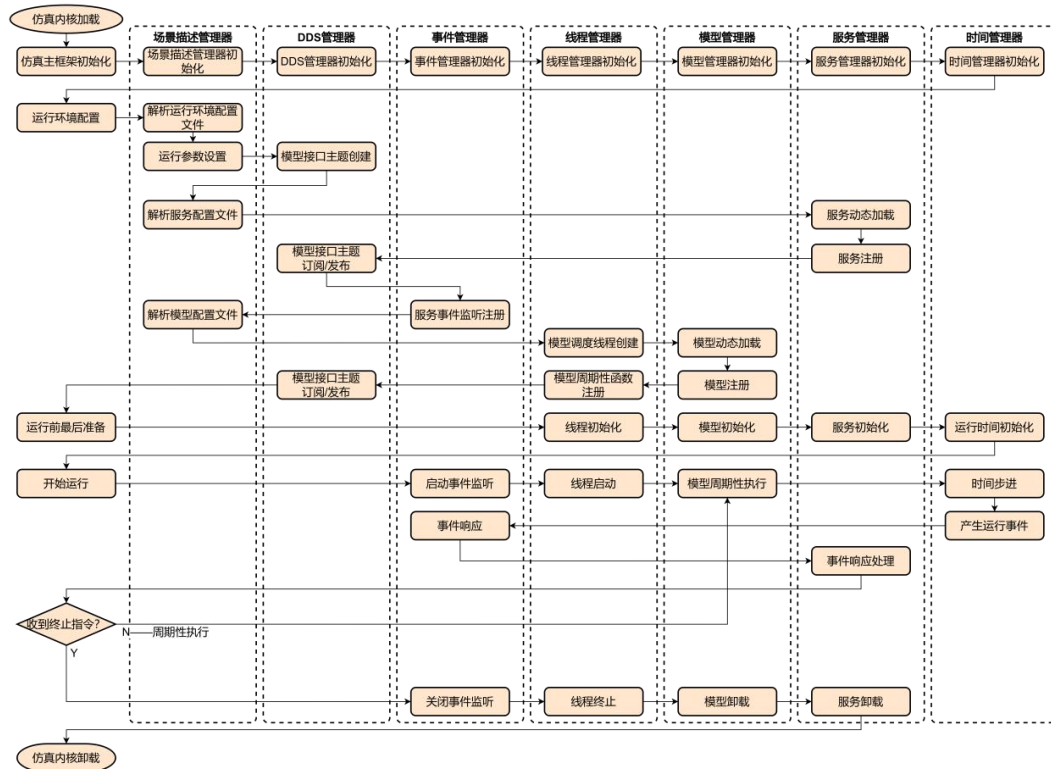 仿真内核加载
场景描述管理器
DDS管理器
事件管理器
线程管理器
模型管理器
服务管理器
时间管理器
仿真主框架初始化
场景描述管理器初
始化
DDS管理器初始化
事件管理器初始化
线程管理器初始化
模型管理器初始化
服务管理器初始化
时间管理器初始化
运行环境配置
解析运行环境配置
文件
运行参数设置
模型接口主题创建
解析服务配置文件
服务动态加载
模型接口主题
订阅/发布
服务注册
解析模型配置文件
服务事件监听注册
模型调度线程创建
模型动态加载
模型接口主题
订阅/发布
模型周期性函数
注册
模型注册
运行前最后准备
线程初始化
模型初始化
服务初始化
运行时间初始化
开始运行
启动事件监听
线程启动
模型周期性执行
时间步进
事件响应
产生运行事件
事件响应处理
收到终止指令?
N——周期性执行
Y
关闭事件监听
线程终止
模型卸载
服务卸载
仿真内核卸载